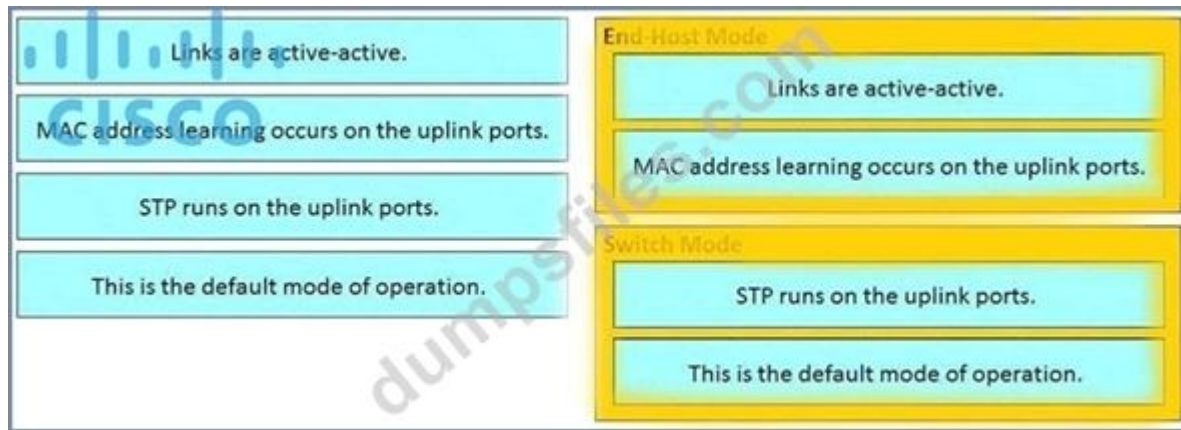 Links are active-active.
CISCO
MAC address learning occurs on the uplink ports.
STP runs on the uplink ports.
This is the default mode of operation.
End-Host Mode
Links are active-active.
MAC address learning occurs on the uplink ports.
Switch Mode
STP runs on the uplink ports.
This is the default mode of operation.
dumpsfiles.com